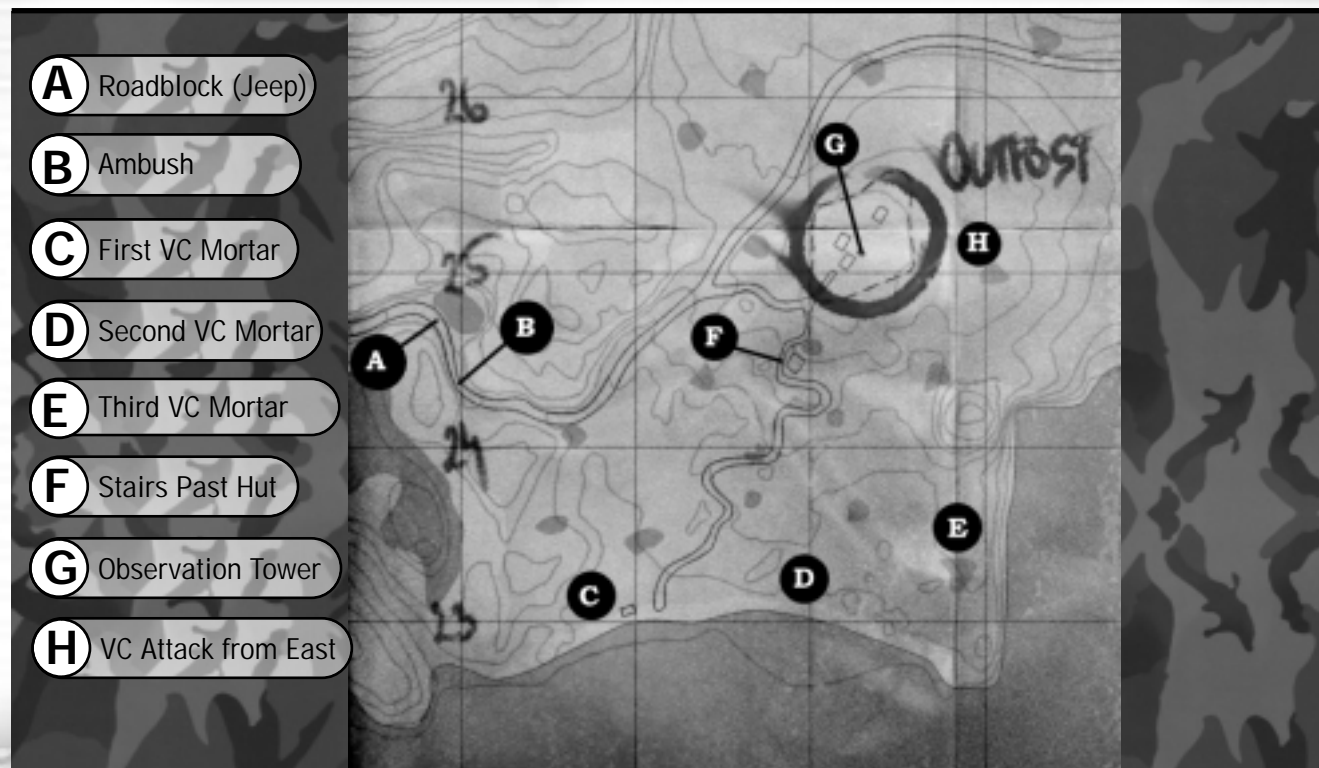 A Roadblock (Jeep)
B Ambush
C First VC Mortar
D Second VC Mortar
E Third VC Mortar
F Stairs Past Hut
G Observation Tower
H VC Attack from East
26
OUTPOST
G
H
25
B
F
A
24
E
D
C
23